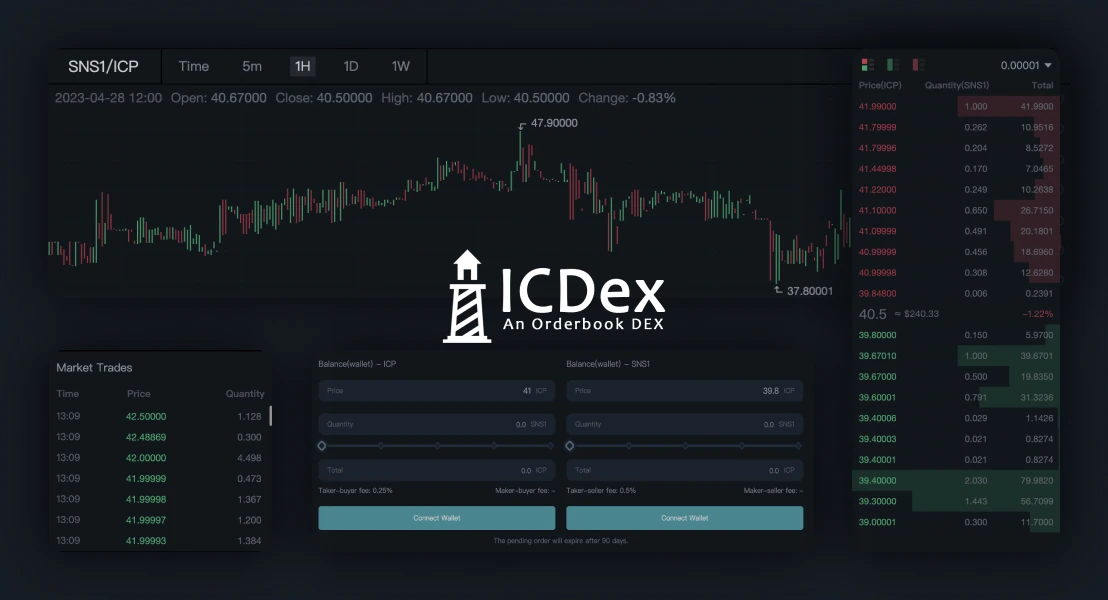 SNS1/ICP Time 5m 1H 1D 1W
2023-04-28 12:00 Open: 40.67000 Close: 40.50000 High: 40.67000 Low: 40.50000 Change: -0.83%
47.90000
37.80001
ICDex
An Orderbook DEX
0.00001
Price(ICP) Quantity(SNS1) Total
41.99000 1.000 41.9900
41.79999 0.262 10.9516
41.79996 0.204 8.5272
41.44998 0.170 7.0465
41.22000 0.249 10.2638
41.10000 0.650 26.7150
41.09999 0.491 20.1801
40.99999 0.456 18.6960
40.99998 0.308 12.6280
39.84800 0.006 0.2391
40.5 ≈ $240.33 -1.22%
39.80000 0.150 5.9700
39.67010 1.000 39.6701
39.67000 0.500 19.8350
39.60001 0.791 31.3236
39.40006 0.029 1.1426
39.40003 0.021 0.8274
39.40001 0.021 0.8274
39.40000 2.030 79.9820
39.30000 1.443 56.7099
39.00001 0.300 11.7000
Market Trades
Time Price Quantity
13:09 42.50000 1.128
13:09 42.48869 0.300
13:09 42.00000 4.498
13:09 41.99999 0.473
13:09 41.99998 1.367
13:09 41.99997 1.200
13:09 41.99993 1.384
Balance(wallet) – ICP
Price 41 ICP
Quantity 0.0 SNS1
Total 0.0 ICP
Taker-buyer fee: 0.25% Maker-buyer fee: –
Connect Wallet
Balance(wallet) – SNS1
Price 39.8 ICP
Quantity 0.0 SNS1
Total 0.0 ICP
Taker-seller fee: 0.5% Maker-seller fee: –
Connect Wallet
The pending order will expire after 90 days.